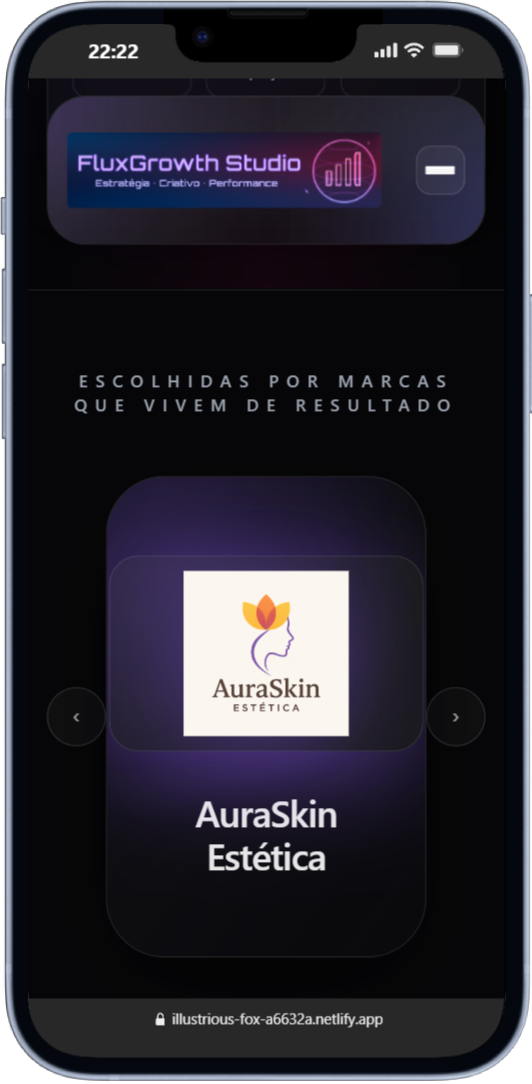 22:22
FluxGrowth Studio
Estratégia · Criativo · Performance
ESCOLHIDAS POR MARCAS
QUE VIVEM DE RESULTADO
AuraSkin
ESTÉTICA
‹
›
AuraSkin
Estética
illustrious-fox-a6632a.netlify.app